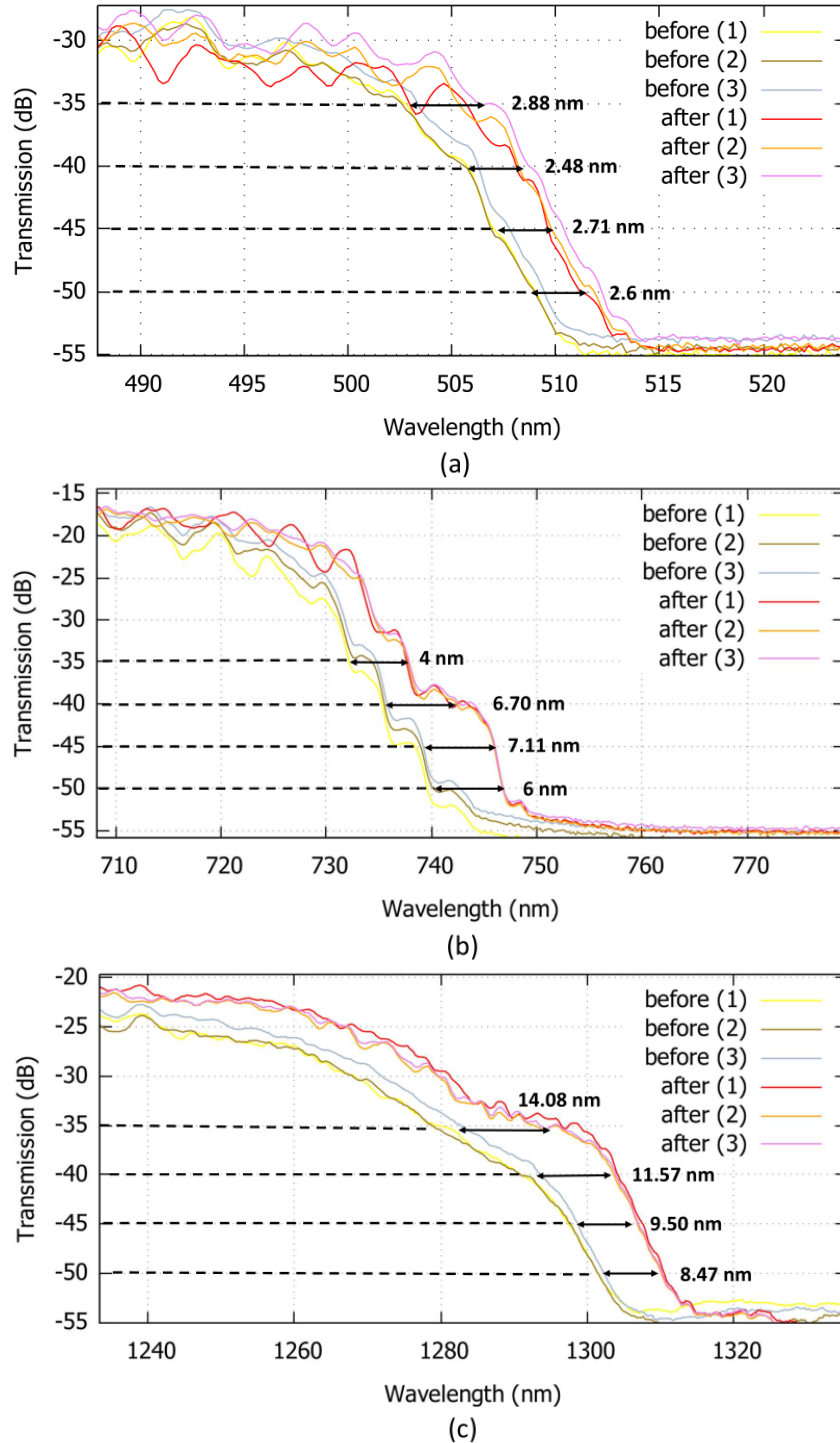 -30
-35
-40
-45
-50
-55
Transmission (dB)
before (1)
before (2)
before (3)
after (1)
after (2)
after (3)
2.88 nm
2.48 nm
2.71 nm
2.6 nm
490 495 500 505 510 515 520
Wavelength (nm)
(a)
-15
-20
-25
-30
-35
-40
-45
-50
-55
Transmission (dB)
before (1)
before (2)
before (3)
after (1)
after (2)
after (3)
4 nm
6.70 nm
7.11 nm
6 nm
710 720 730 740 750 760 770
Wavelength (nm)
(b)
-20
-25
-30
-35
-40
-45
-50
-55
Transmission (dB)
before (1)
before (2)
before (3)
after (1)
after (2)
after (3)
14.08 nm
11.57 nm
9.50 nm
8.47 nm
1240 1260 1280 1300 1320
Wavelength (nm)
(c)